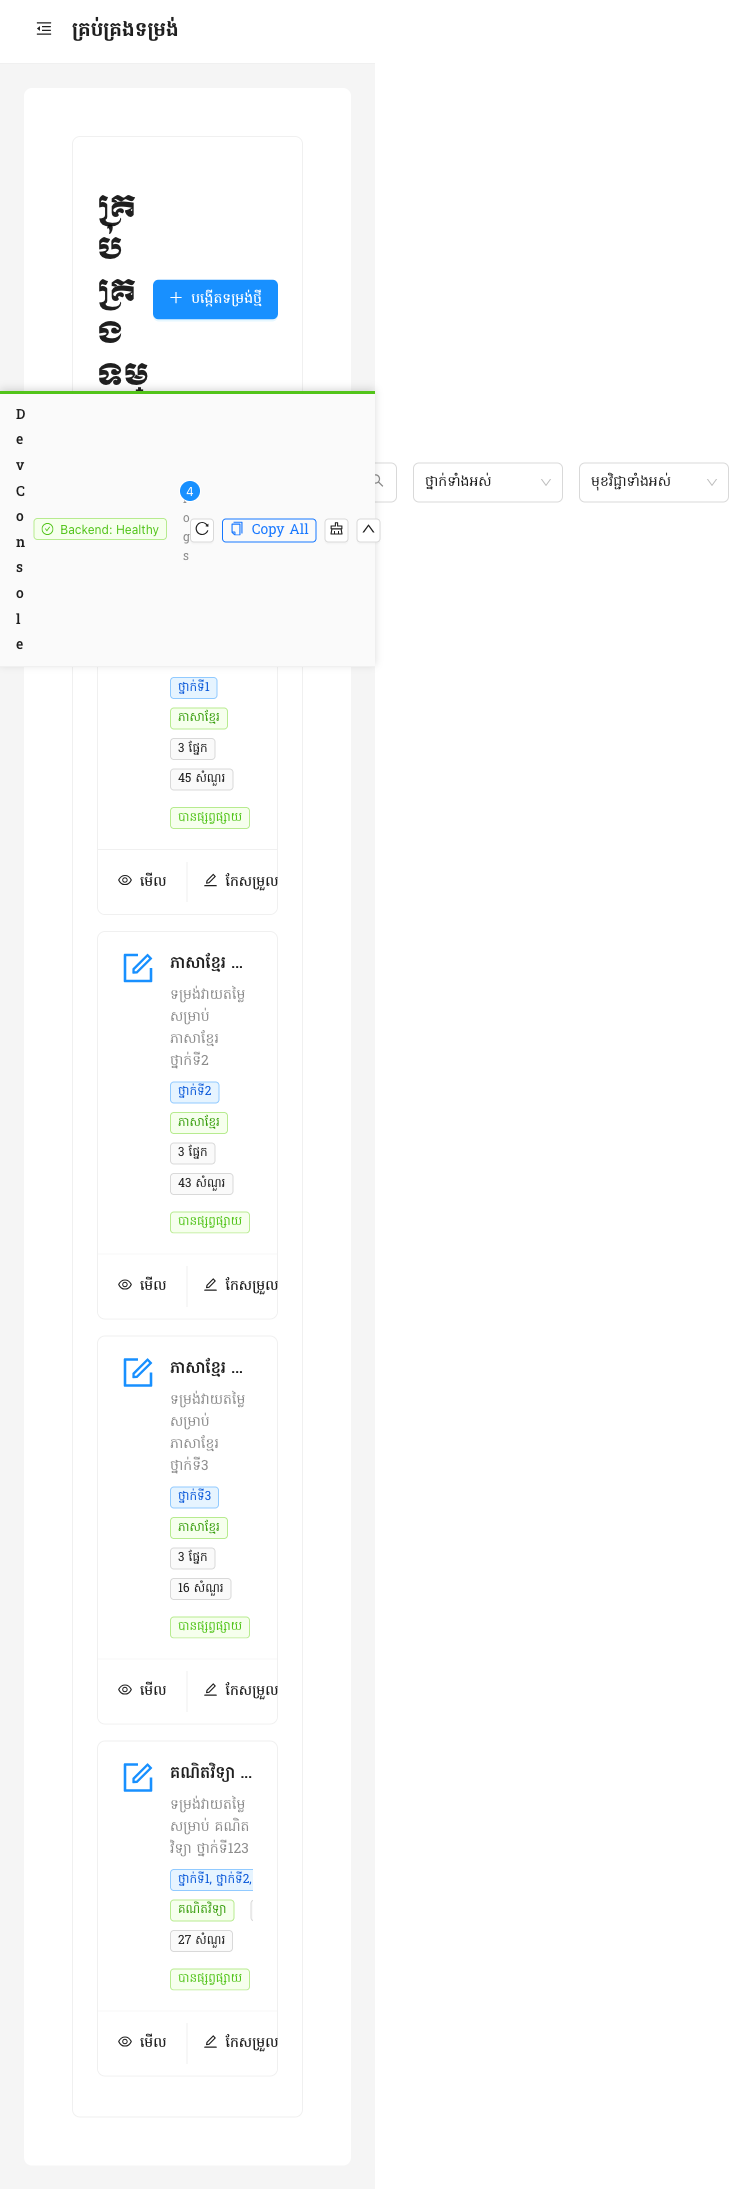 គ្រប់គ្រងទម្រង់
គ្រ
ប់
គ្រ
ង
ទម្
បង្កើតទម្រង់ថ្មី
ថ្នាក់ទាំងអស់
មុខវិជ្ជាទាំងអស់
D
e
v
C
o
n
s
o
l
e
Backend: Healthy
4
o
g
s
Copy All
ថ្នាក់ទី1
ភាសាខ្មែរ
3 ផ្នែក
45 សំណួរ
បានផ្សព្វផ្សាយ
មើល
កែសម្រួល
ភាសាខ្មែរ ...
ទម្រង់វាយតម្លៃ
សម្រាប់
ភាសាខ្មែរ
ថ្នាក់ទី2
ថ្នាក់ទី2
ភាសាខ្មែរ
3 ផ្នែក
43 សំណួរ
បានផ្សព្វផ្សាយ
មើល
កែសម្រួល
ភាសាខ្មែរ ...
ទម្រង់វាយតម្លៃ
សម្រាប់
ភាសាខ្មែរ
ថ្នាក់ទី3
ថ្នាក់ទី3
ភាសាខ្មែរ
3 ផ្នែក
16 សំណួរ
បានផ្សព្វផ្សាយ
មើល
កែសម្រួល
គណិតវិទ្យា ...
ទម្រង់វាយតម្លៃ
សម្រាប់ គណិត
វិទ្យា ថ្នាក់ទី123
ថ្នាក់ទី1, ថ្នាក់ទី2,
គណិតវិទ្យា
27 សំណួរ
បានផ្សព្វផ្សាយ
មើល
កែសម្រួល